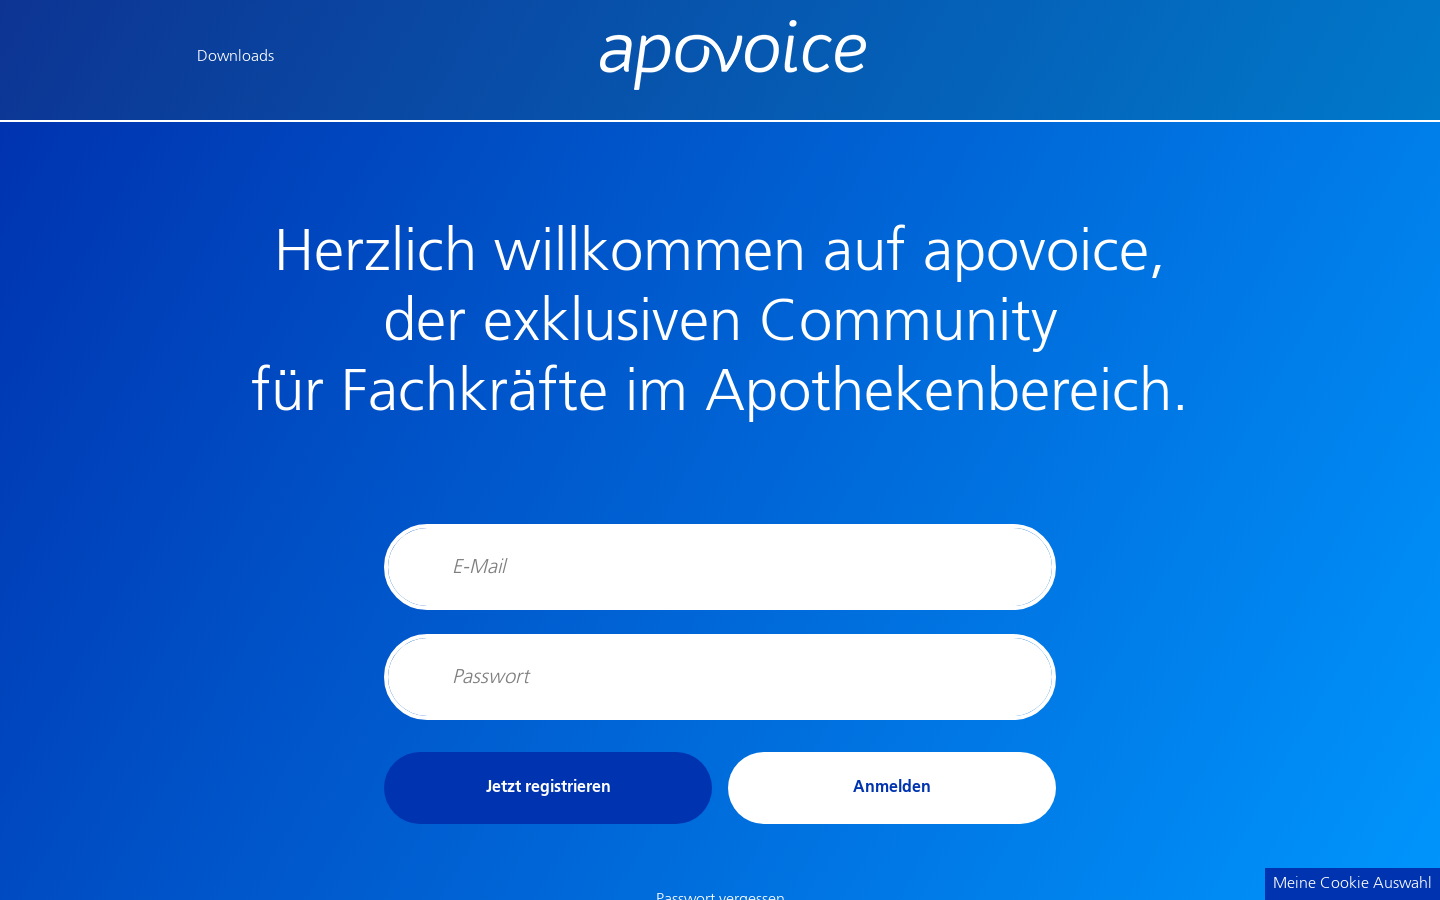 Downloads
apovoice
Herzlich willkommen auf apovoice,
der exklusiven Community
für Fachkräfte im Apothekenbereich.
E-Mail
Passwort
Jetzt registrieren
Anmelden
Passwort vergessen
Meine Cookie Auswahl